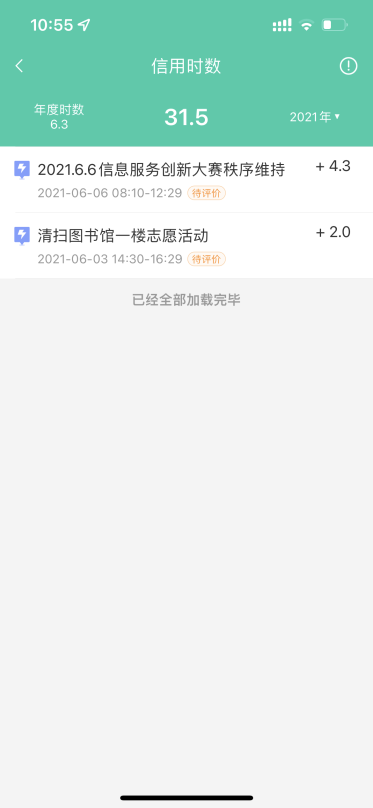 10:55
信用时数
年度时数
6.3
31.5
2021年
2021.6.6信息服务创新大赛秩序维持
+ 4.3
2021-06-06 08:10-12:29 待评价
清扫图书馆一楼志愿活动
+ 2.0
2021-06-03 14:30-16:29 待评价
已经全部加载完毕